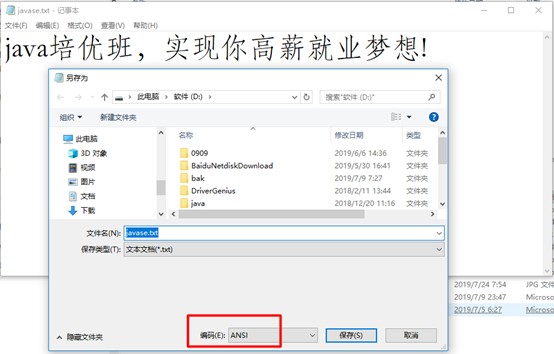 javase.txt - 记事本
文件(F) 编辑(E) 格式(O) 查看(V) 帮助(H)
java培优班，实现你高薪就业梦想!
另存为
此电脑 > 软件 (D:) >
搜索"软件 (D:)"
组织 新建文件夹
此电脑
3D 对象
视频
图片
文档
下载
名称 修改日期 类型
0909 2019/6/6 14:36 文件夹
BaiduNetdiskDownload 2019/5/30 16:41 文件夹
bak 2019/7/9 7:27 文件夹
DriverGenius 2018/2/11 13:44 文件夹
java 2018/12/20 11:16 文件夹
文件名(N): javase.txt
保存类型(T): 文本文档(*.txt)
2019/7/24 7:54 JPG 文件
2019/7/9 23:47 Microso
2019/7/5 6:27 Microso
隐藏文件夹 编码(E): ANSI 保存(S) 取消